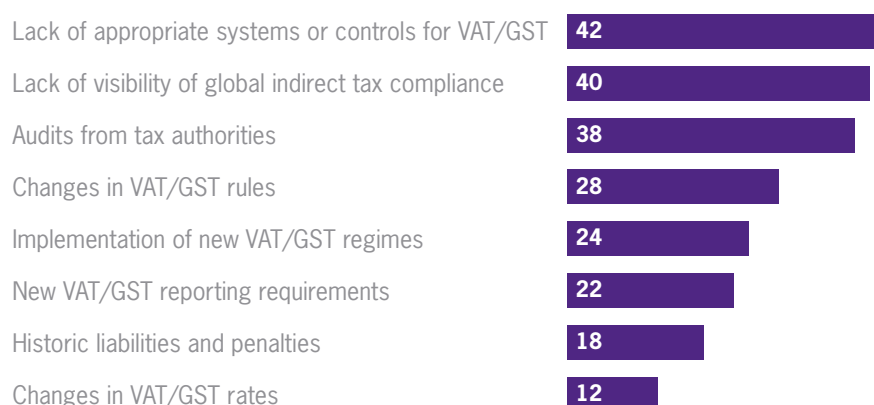 Lack of appropriate systems or controls for VAT/GST 42
Lack of visibility of global indirect tax compliance 40
Audits from tax authorities 38
Changes in VAT/GST rules 28
Implementation of new VAT/GST regimes 24
New VAT/GST reporting requirements 22
Historic liabilities and penalties 18
Changes in VAT/GST rates 12